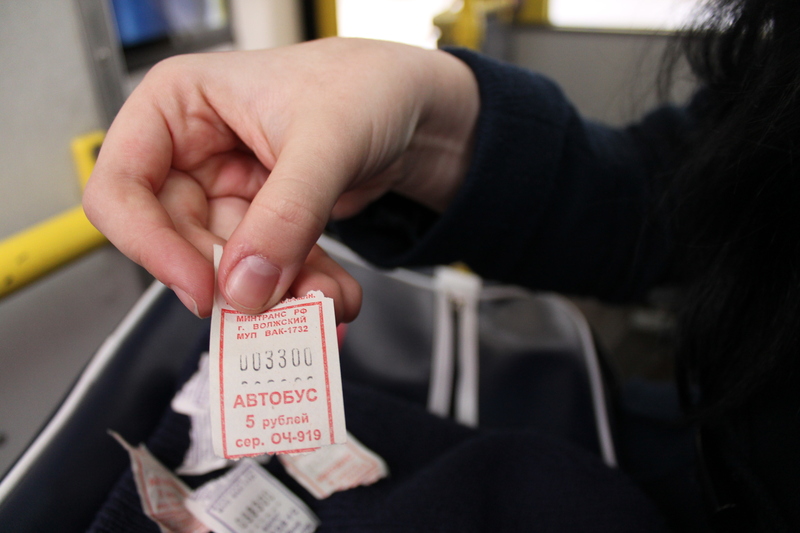 МИНТРАНС РФ
г. ВОЛЖСКИЙ
МУП ВАК-1732
003300
АВТОБУС
5 рублей
сер. ОЧ-919